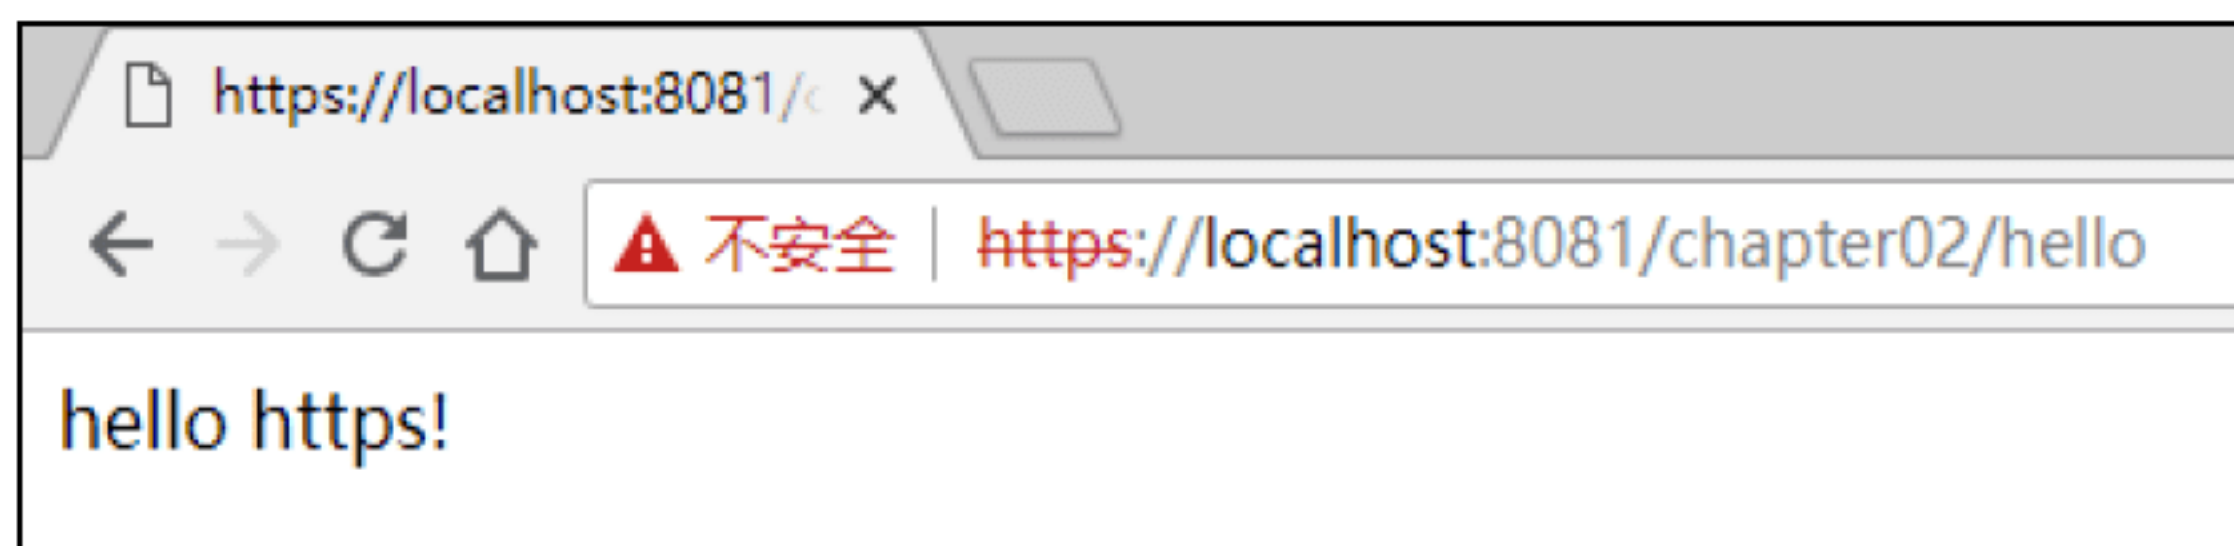 https://localhost:8081/c
不安全 https://localhost:8081/chapter02/hello
hello https!